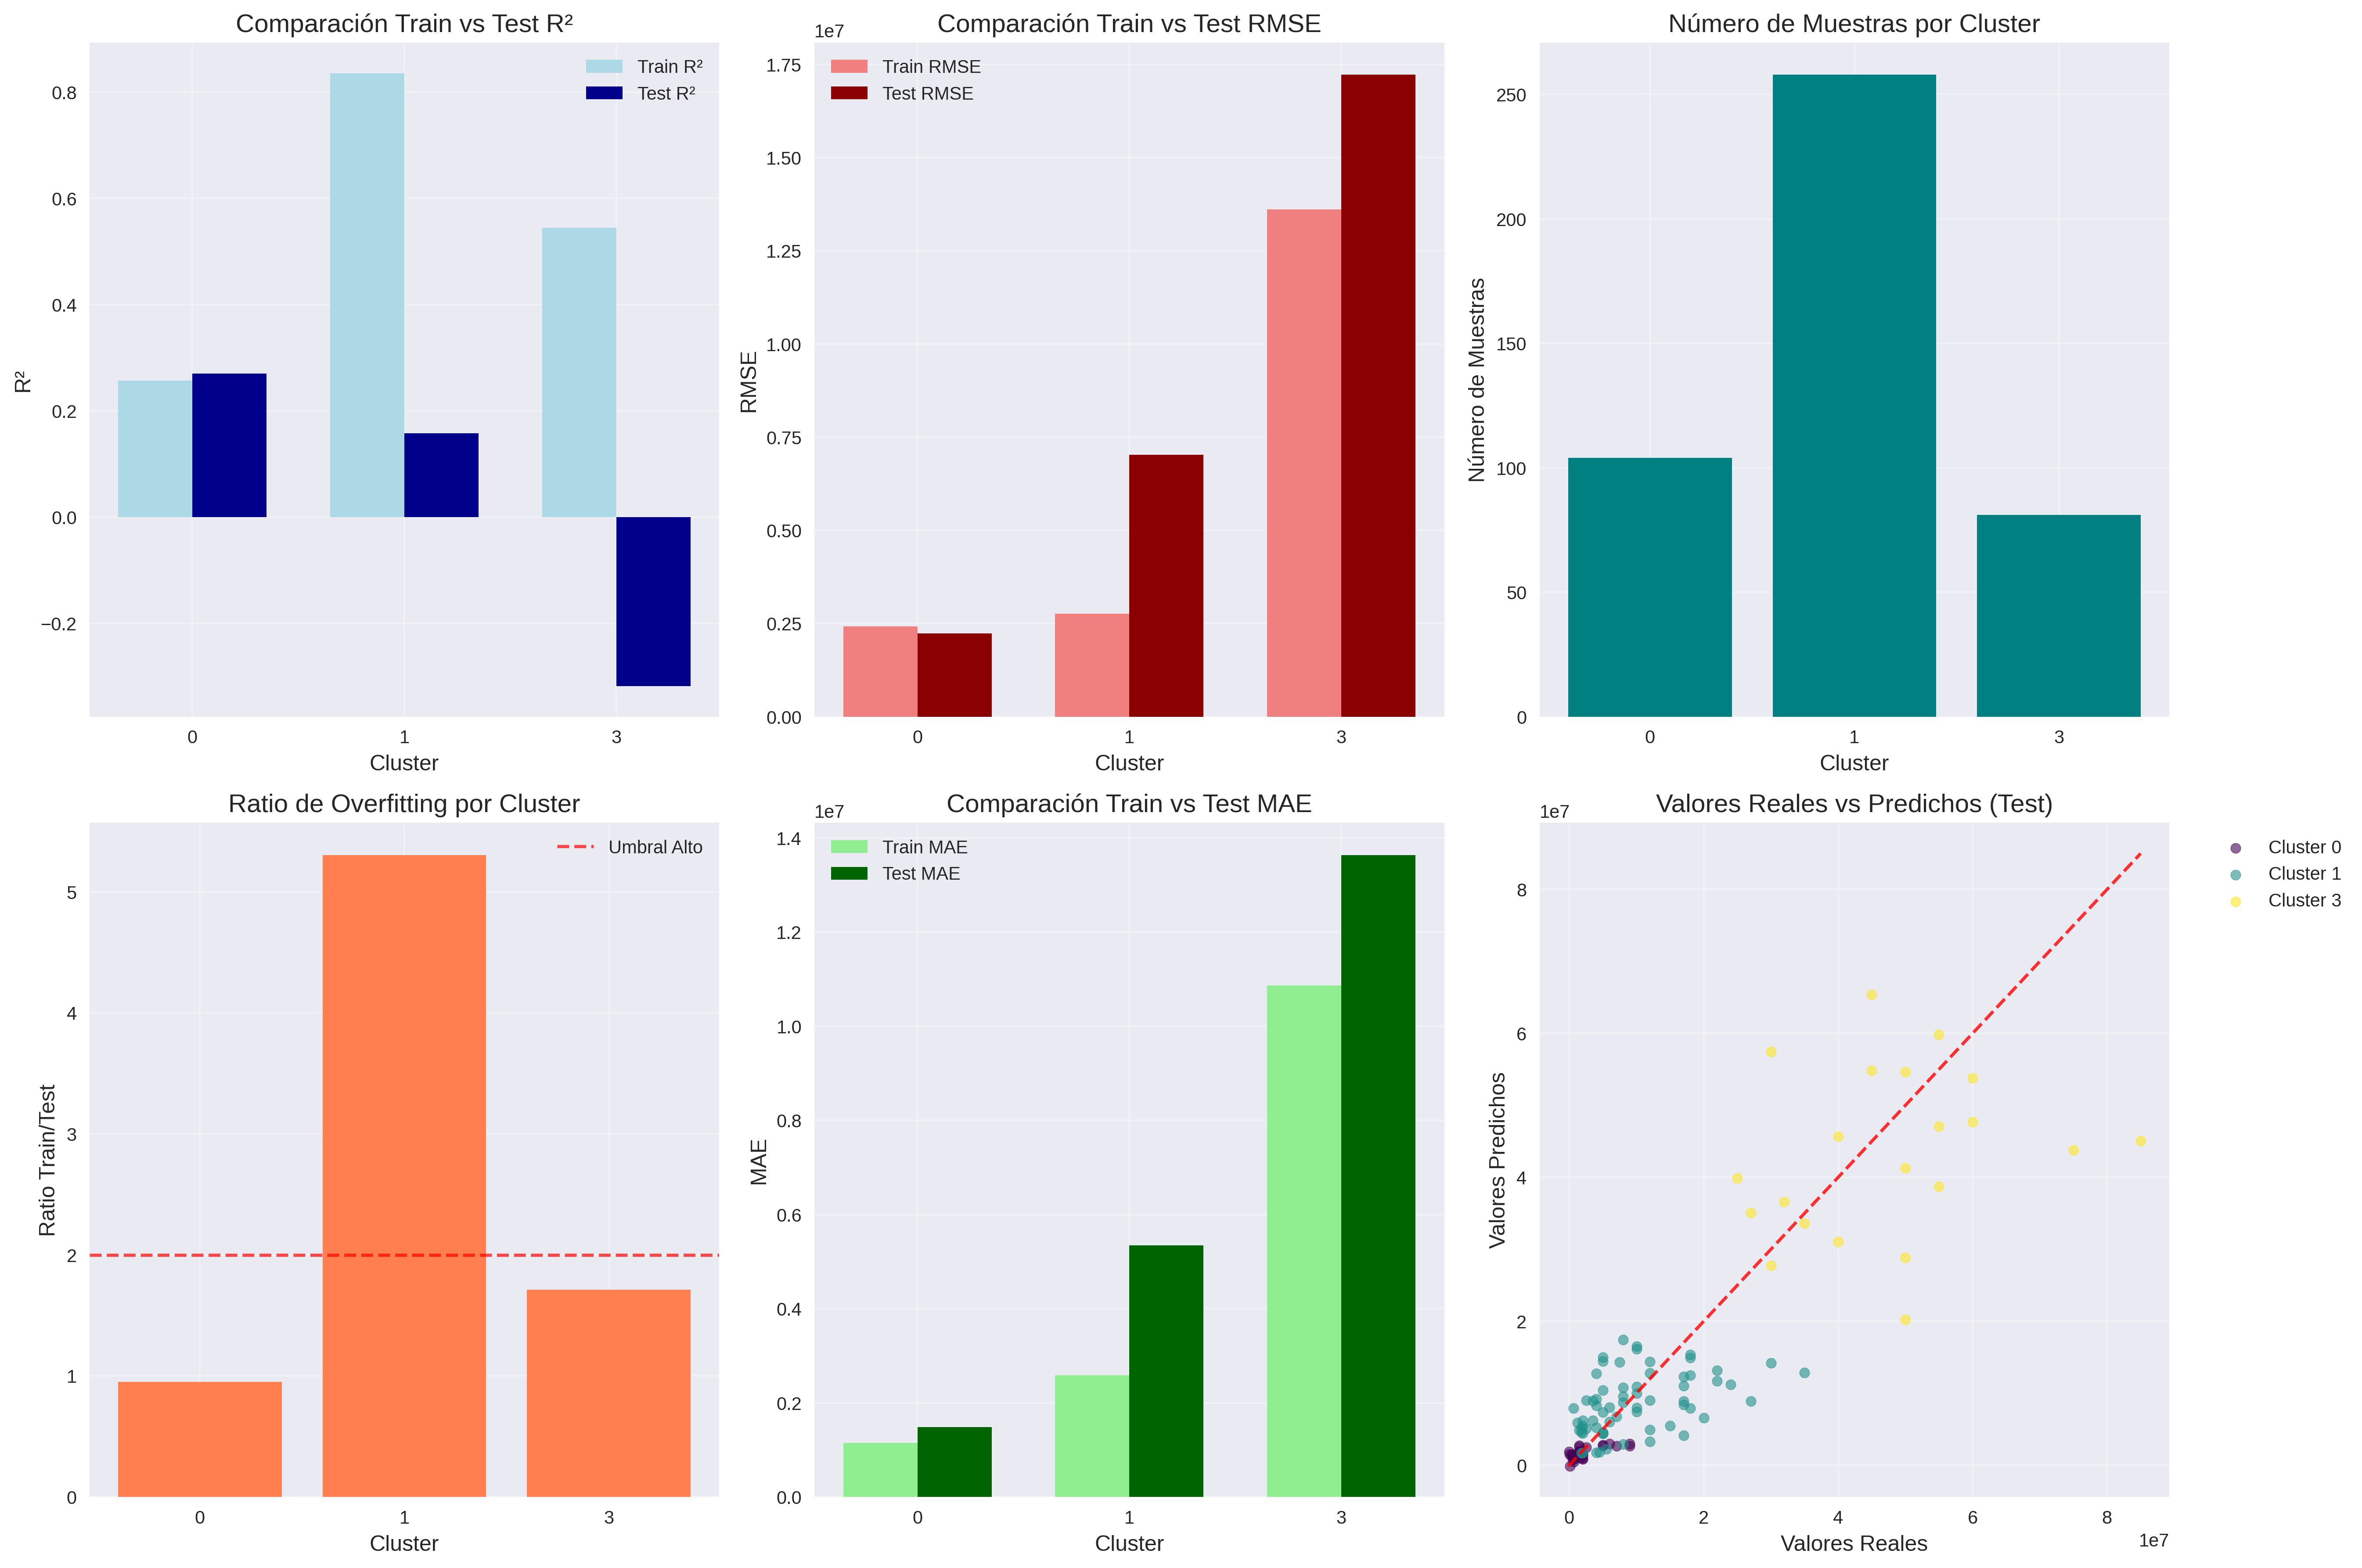 Comparación Train vs Test R²
Train R²
Test R²
0.8
0.6
0.4
0.2
0.0
−0.2
R²
0
1
3
Cluster
Comparación Train vs Test RMSE
1e7
Train RMSE
Test RMSE
1.75
1.50
1.25
1.00
0.75
0.50
0.25
0.00
RMSE
0
1
3
Cluster
Número de Muestras por Cluster
250
200
150
100
50
0
Número de Muestras
0
1
3
Cluster
Ratio de Overfitting por Cluster
Umbral Alto
5
4
3
2
1
0
Ratio Train/Test
0
1
3
Cluster
Comparación Train vs Test MAE
1e7
Train MAE
Test MAE
1.4
1.2
1.0
0.8
0.6
0.4
0.2
0.0
MAE
0
1
3
Cluster
Valores Reales vs Predichos (Test)
1e7
Cluster 0
Cluster 1
Cluster 3
8
6
4
2
0
Valores Predichos
0
2
4
6
8
1e7
Valores Reales